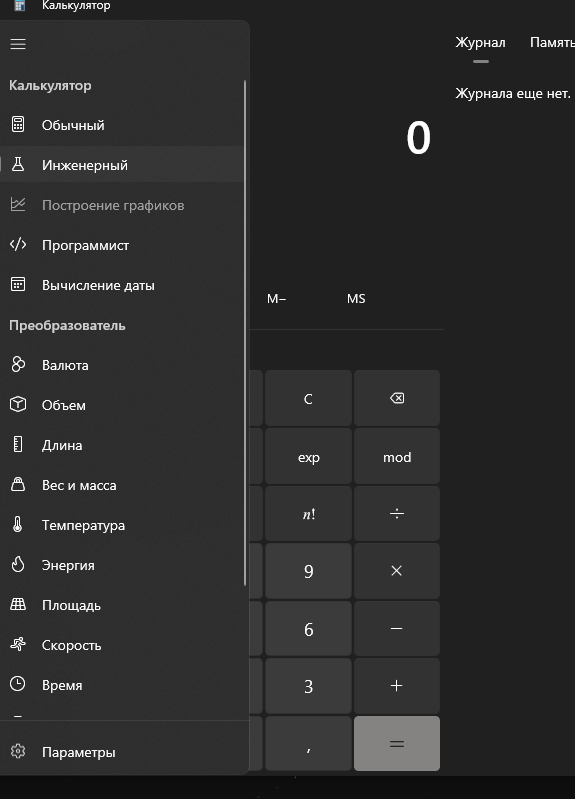 Калькулятор
Калькулятор
Обычный
Инженерный
Построение графиков
Программист
Вычисление даты
Преобразователь
Валюта
Объем
Длина
Вес и масса
Температура
Энергия
Площадь
Скорость
Время
Параметры
0
M− MS
C
exp mod
n! ÷
9 ×
6 −
3 +
, =
Журнал Память
Журнала еще нет.